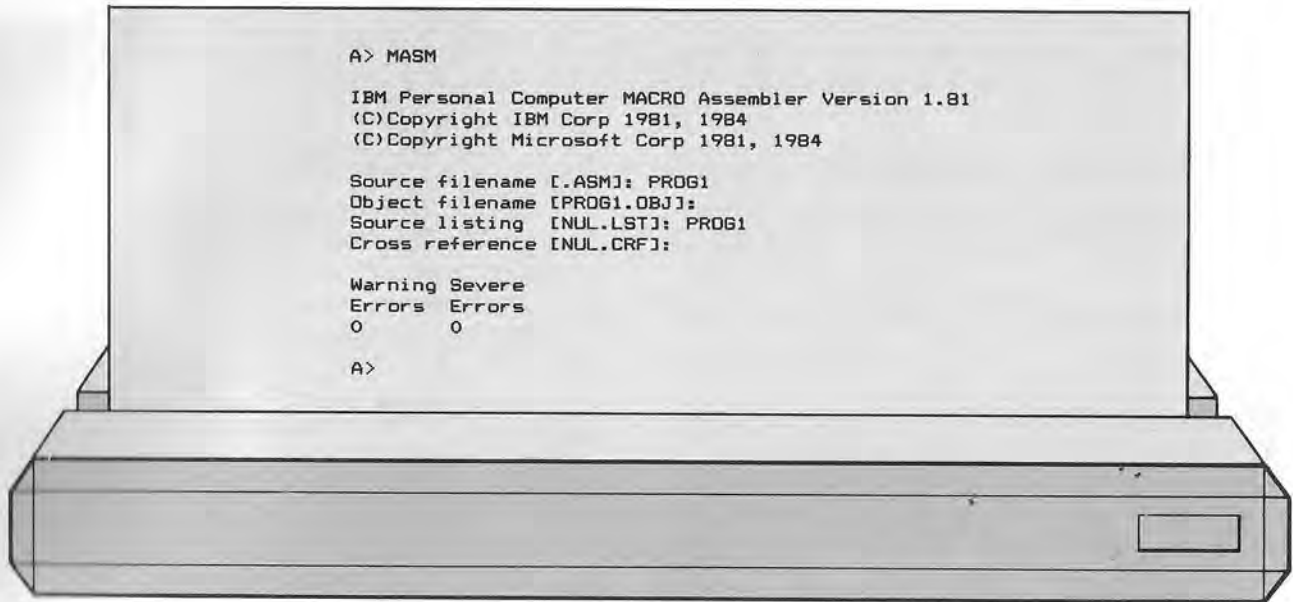 A> MASM
IBM Personal Computer MACRO Assembler Version 1.81
(C)Copyright IBM Corp 1981, 1984
(C)Copyright Microsoft Corp 1981, 1984
Source filename [.ASM]: PROG1
Object filename [PROG1.OBJ]:
Source listing [NUL.LST]: PROG1
Cross reference [NUL.CRF]:
Warning Severe
Errors Errors
0 0
A>